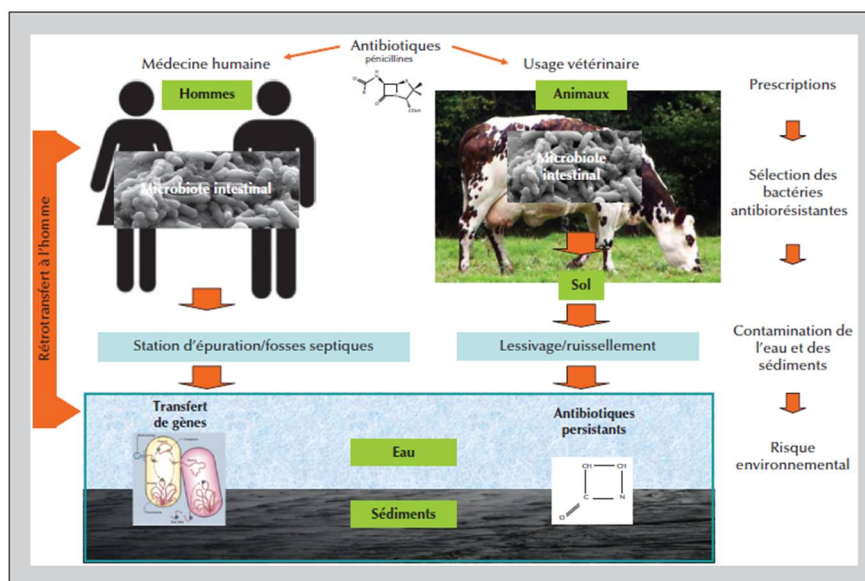 Antibiotiques
pénicillines
Médecine humaine
Usage vétérinaire
Hommes
Animaux
Prescriptions
Microbiote intestinal
Microbiote
intestinal
Sélection des
bactéries
antibiorésistantes
Rétrotransfert à l'homme
Sol
Station d'épuration/fosses septiques
Lessivage/ruissellement
Contamination de
l'eau et des
sédiments
Transfert
de gènes
Antibiotiques
persistants
Eau
Risque
environnemental
CH
CH
C
N
O
Sédiments